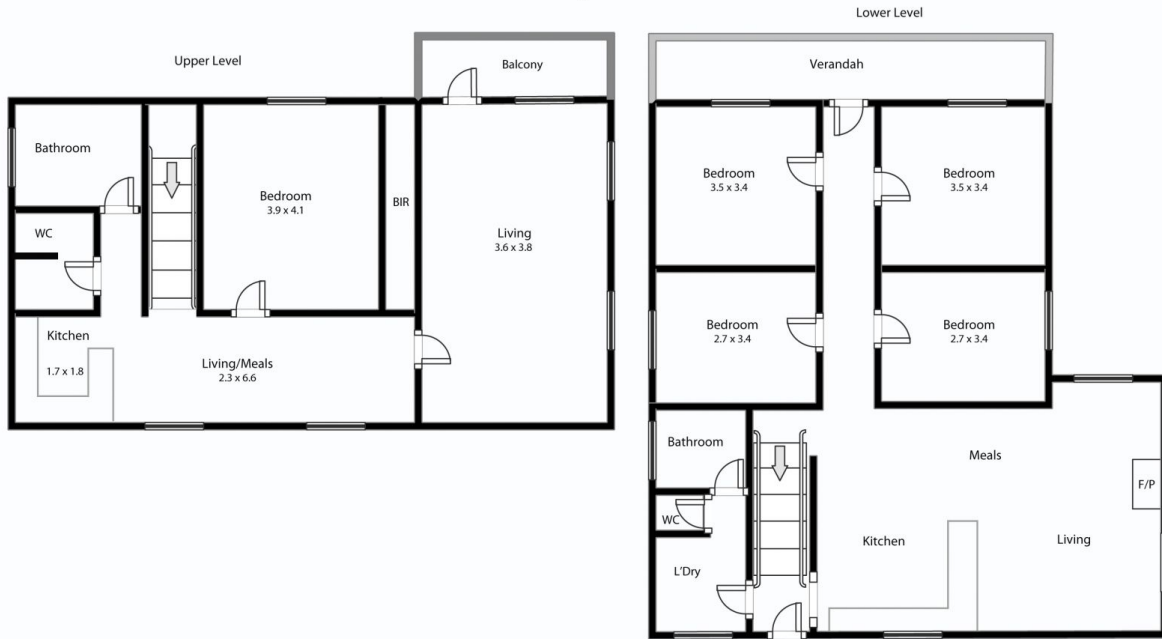 Upper Level
Balcony
Bathroom
WC
Bedroom
3.9 x 4.1
BIR
Living
3.6 x 3.8
Kitchen
1.7 x 1.8
Living/Meals
2.3 x 6.6
Lower Level
Verandah
Bedroom
3.5 x 3.4
Bedroom
3.5 x 3.4
Bedroom
2.7 x 3.4
Bedroom
2.7 x 3.4
Bathroom
WC
L'Dry
Meals
F/P
Kitchen
Living